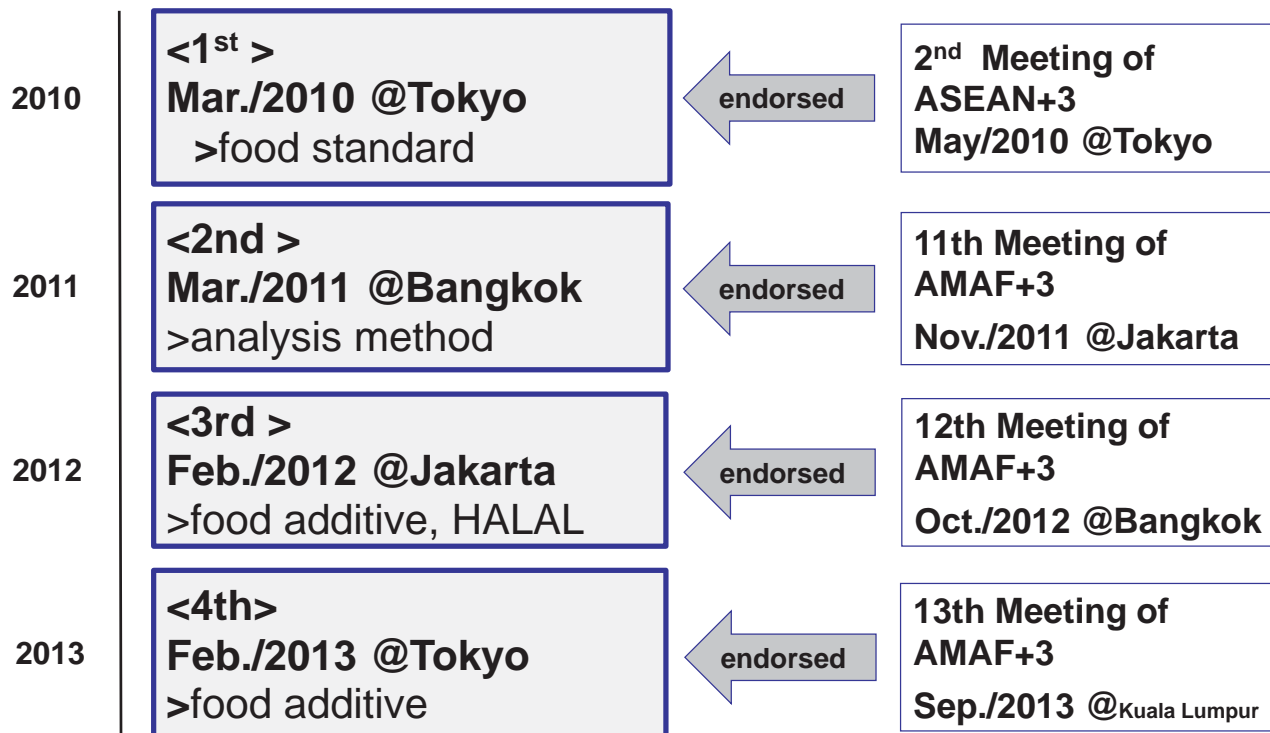 2010
<1st >
Mar./2010 @Tokyo
>food standard
endorsed
2nd Meeting of
ASEAN+3
May/2010 @Tokyo
2011
<2nd >
Mar./2011 @Bangkok
>analysis method
endorsed
11th Meeting of
AMAF+3
Nov./2011 @Jakarta
2012
<3rd >
Feb./2012 @Jakarta
>food additive, HALAL
endorsed
12th Meeting of
AMAF+3
Oct./2012 @Bangkok
2013
<4th>
Feb./2013 @Tokyo
>food additive
endorsed
13th Meeting of
AMAF+3
Sep./2013 @Kuala Lumpur